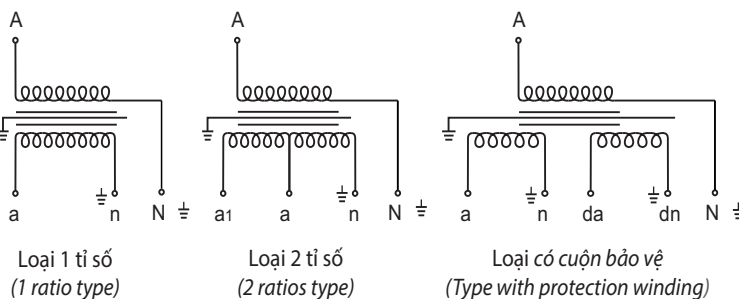 A A A
a n N a1 a n N a n da dn N
Loại 1 tỉ số Loại 2 tỉ số Loại có cuộn bảo vệ
(1 ratio type) (2 ratios type) (Type with protection winding)